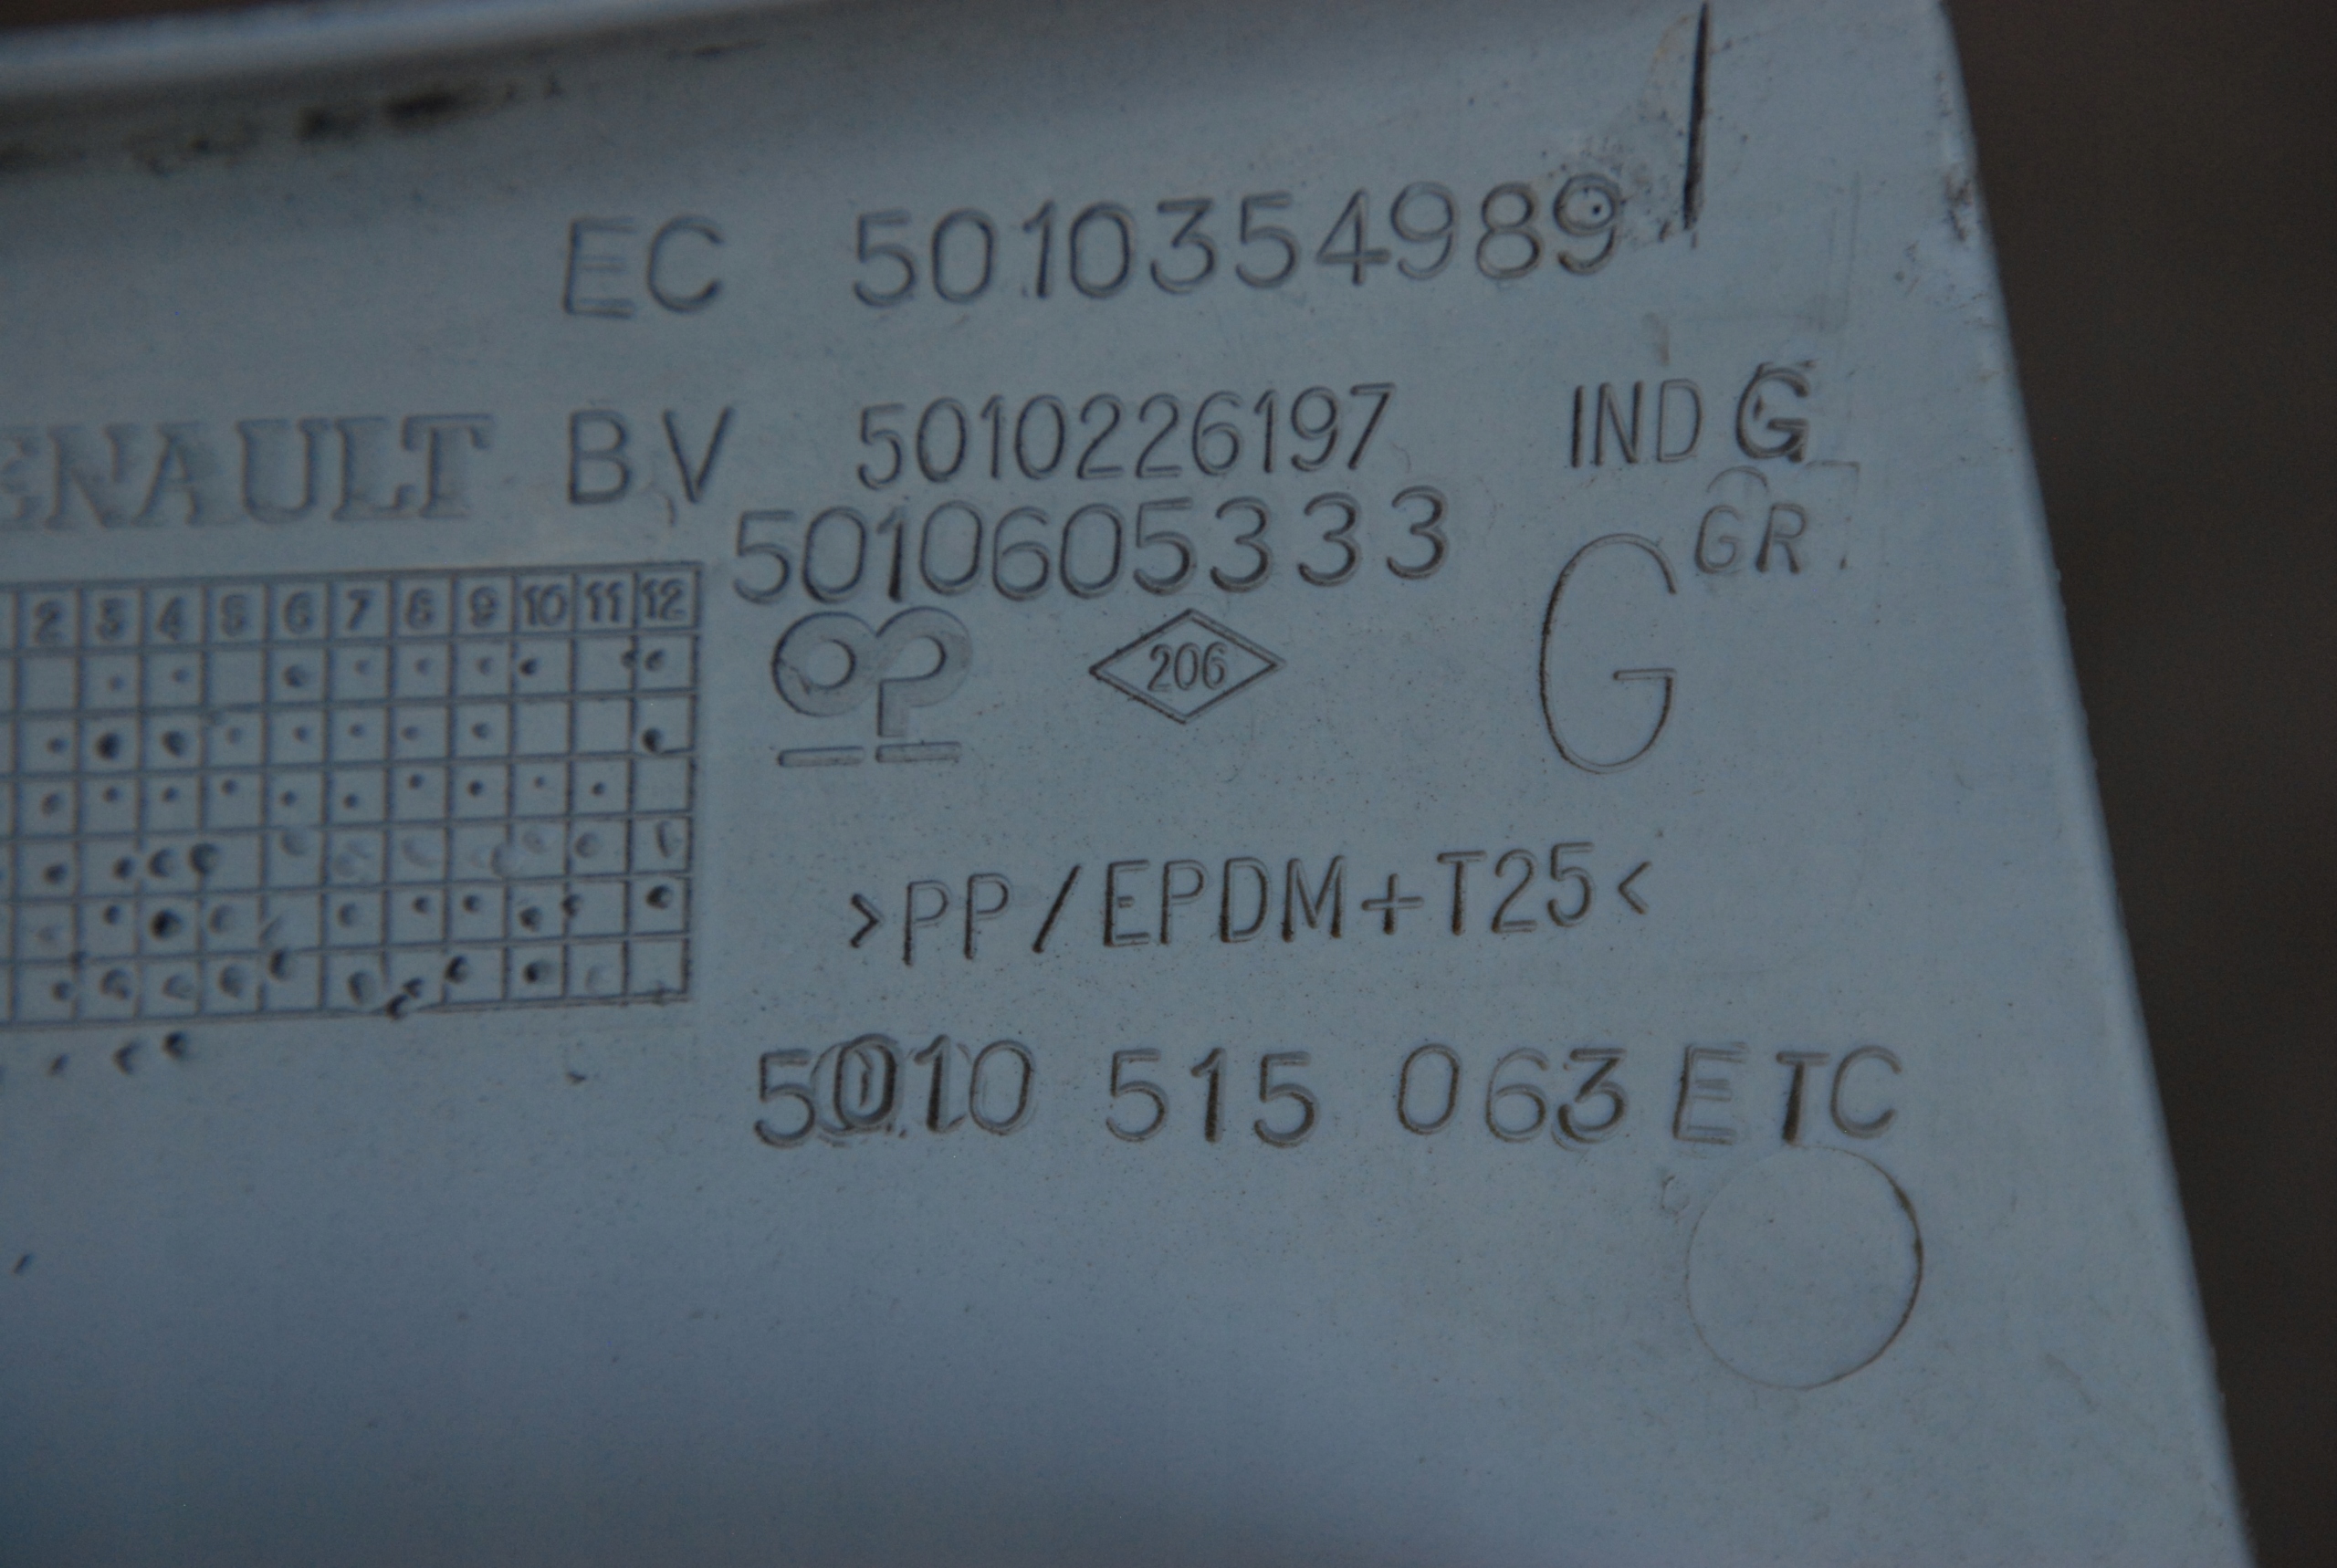 EC 5010354989
ENAULT BV 5010226197 IND G
5010605333 GR.
2 3 4 5 6 7 8 9 10 11 12
206 G
>PP/EPDM+T25<
5010 515 063 ETC